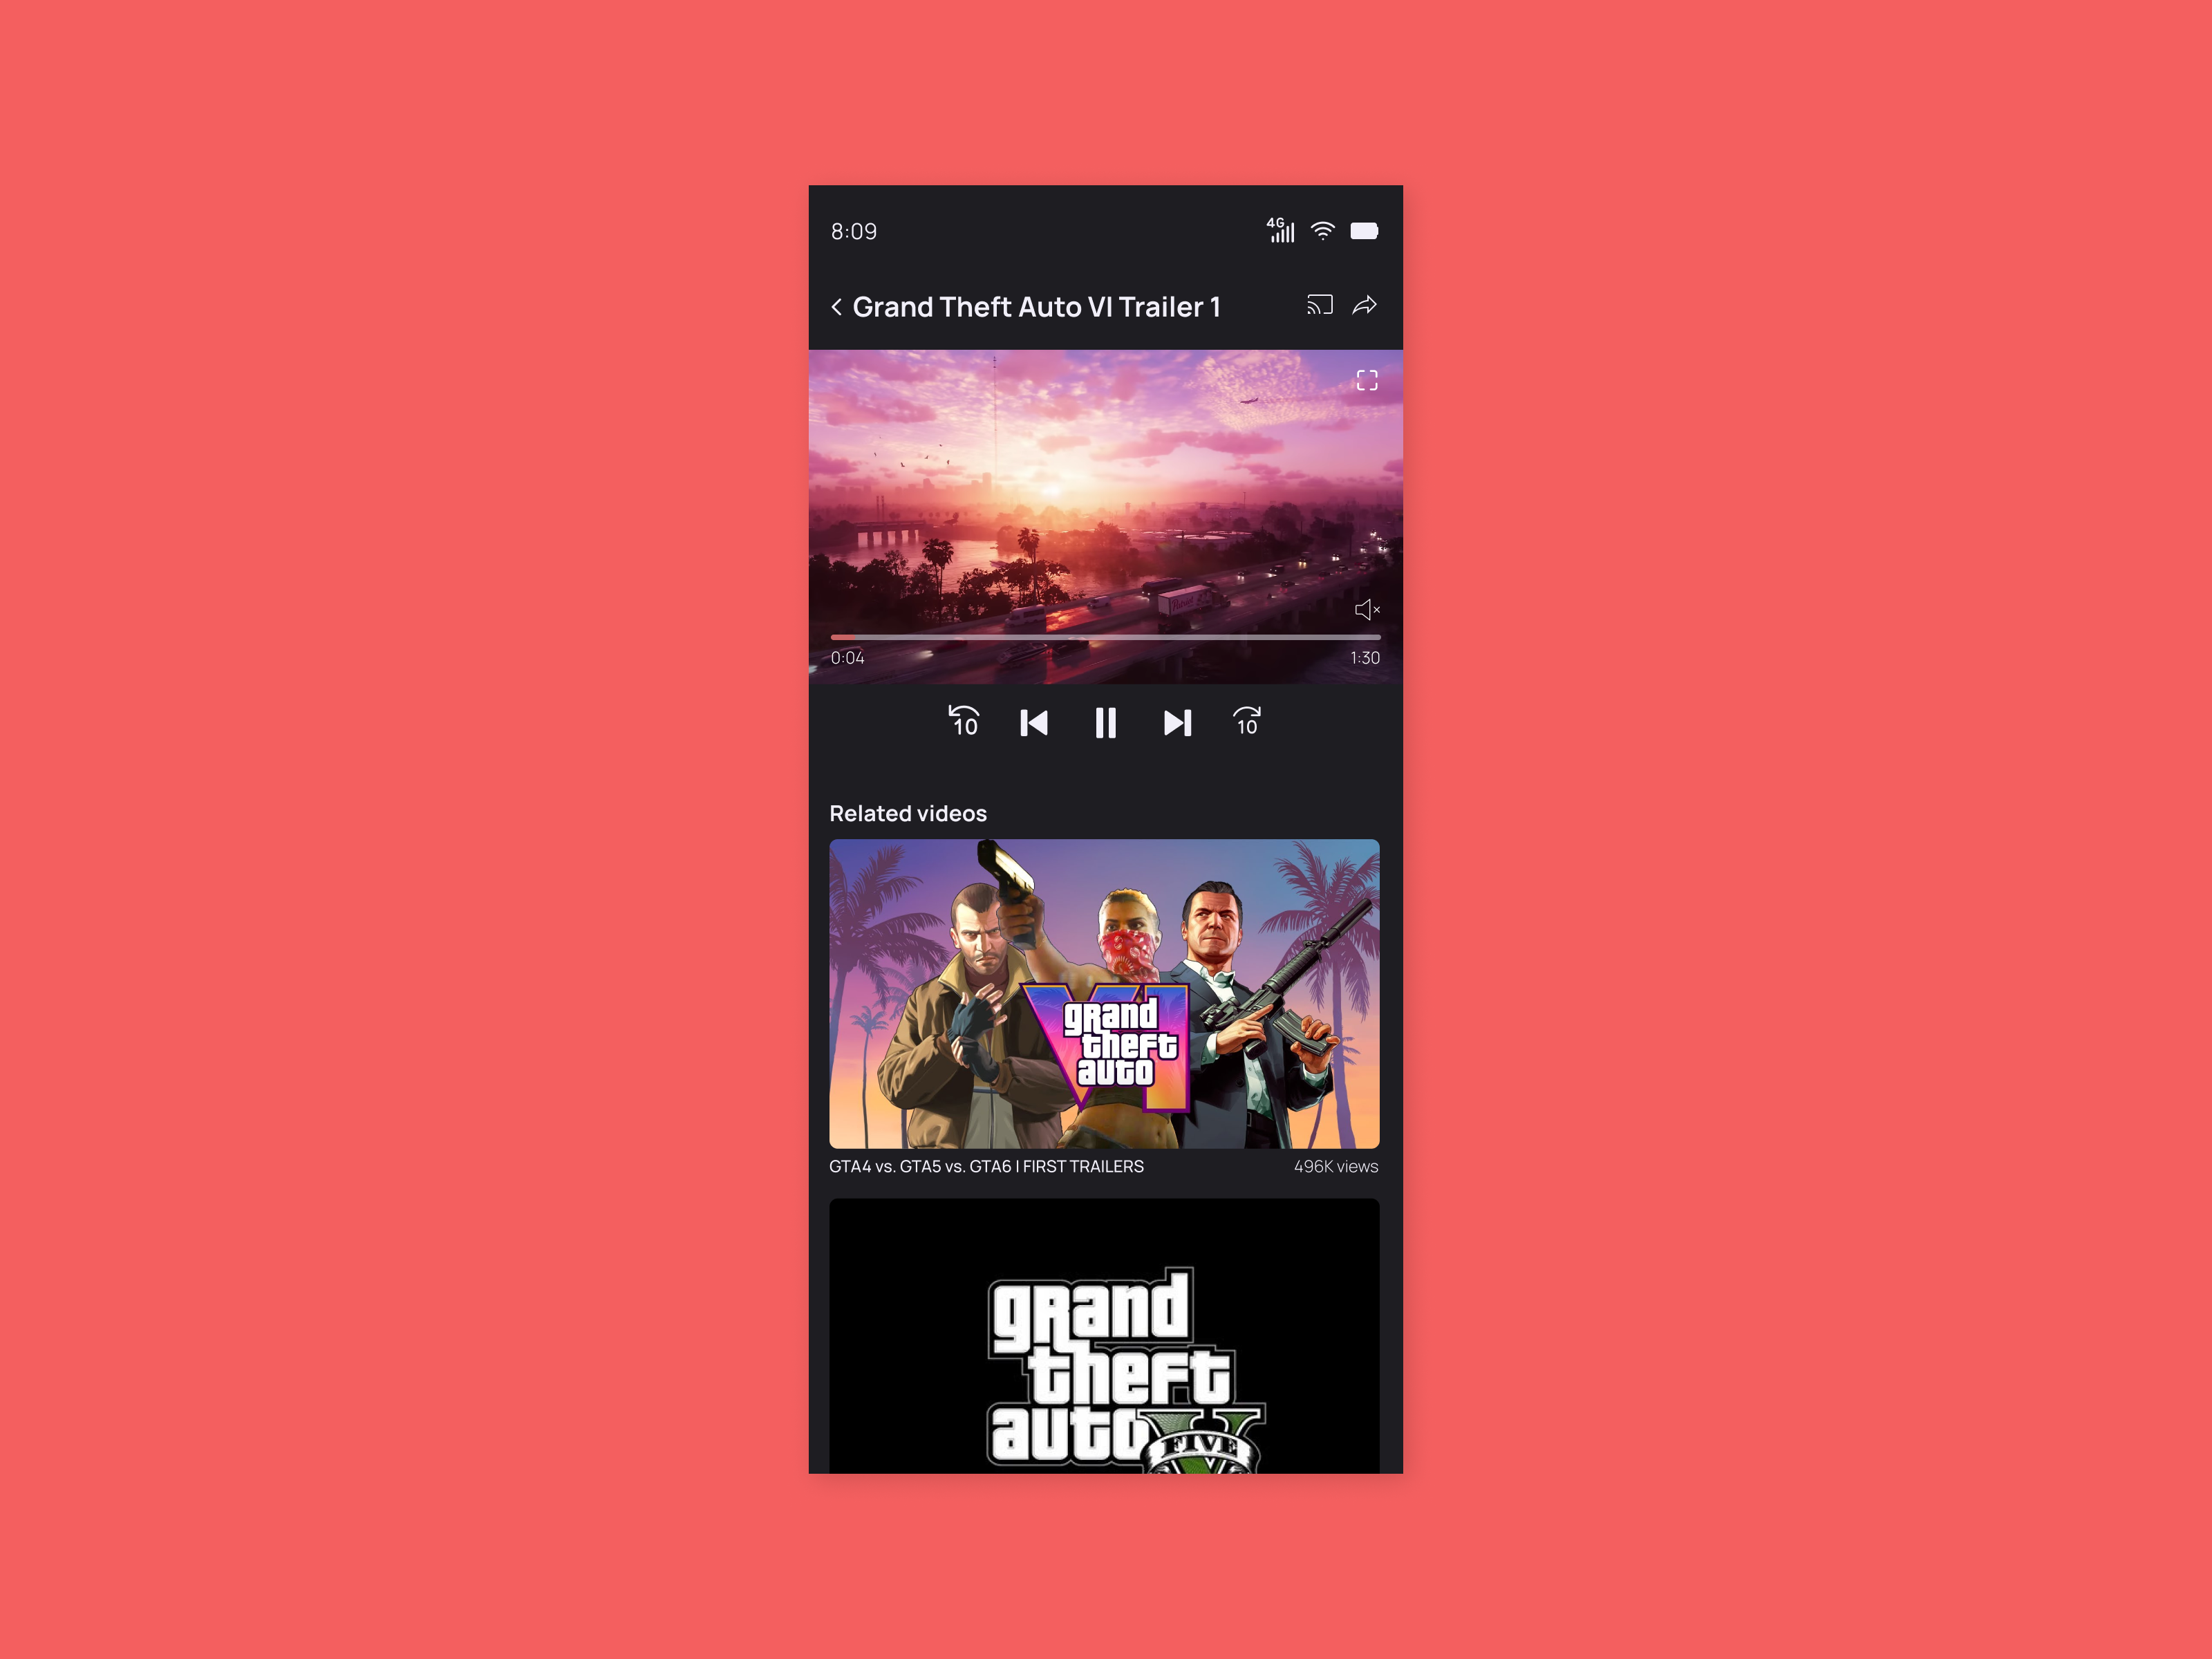 8:09
4G
Grand Theft Auto VI Trailer 1
0:04
1:30
10
10
Related videos
VI
grand
theft
auto
GTA4 vs. GTA5 vs. GTA6 I FIRST TRAILERS
496K views
grand
theft
auto V
FIVE